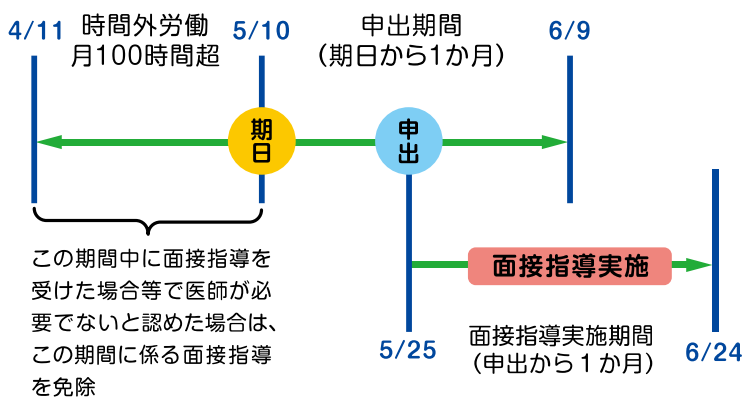 4/11
時間外労働
月100時間超
5/10
申出期間
（期日から1か月）
6/9
期
日
申
出
この期間中に面接指導を
受けた場合等で医師が必
要でないと認めた場合は、
この期間に係る面接指導
を免除
面接指導実施
5/25
面接指導実施期間
（申出から１か月）
6/24